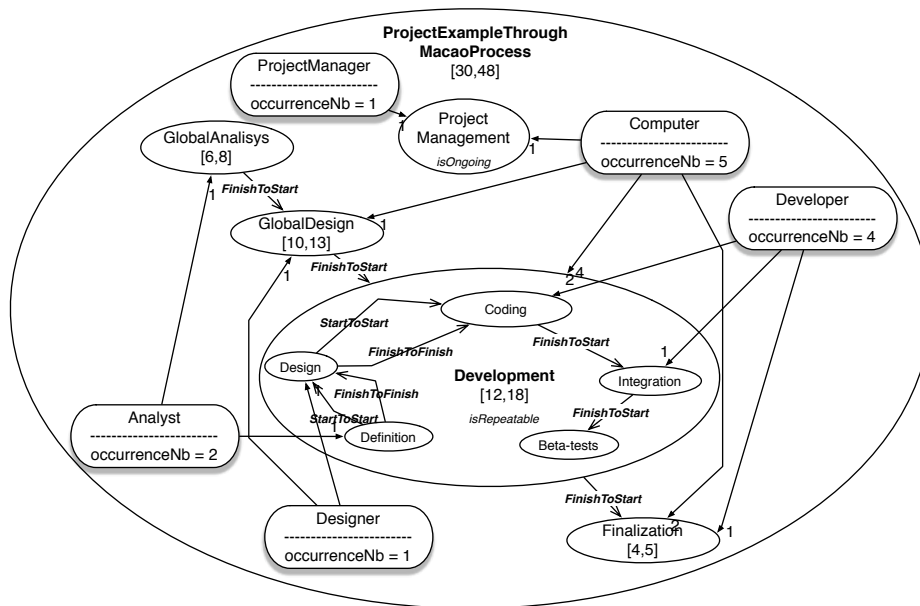 ProjectExampleThrough
MacaoProcess
[30,48]
ProjectManager
---------------------------
occurrenceNb = 1
Project
Management
isOngoing
1
1
Computer
---------------------------
occurrenceNb = 5
GlobalAnalisys
[6,8]
1
FinishToStart
Developer
---------------------------
occurrenceNb = 4
GlobalDesign
[10,13]
1
1
FinishToStart
4
2
Coding
StartToStart
FinishToStart
FinishToFinish
1
Design
Development
[12,18]
isRepeatable
Integration
FinishToFinish
1
StartToStart
FinishToStart
1
Definition
Beta-tests
Analyst
---------------------------
occurrenceNb = 2
FinishToStart
Designer
---------------------------
occurrenceNb = 1
Finalization
[4,5]
2
1